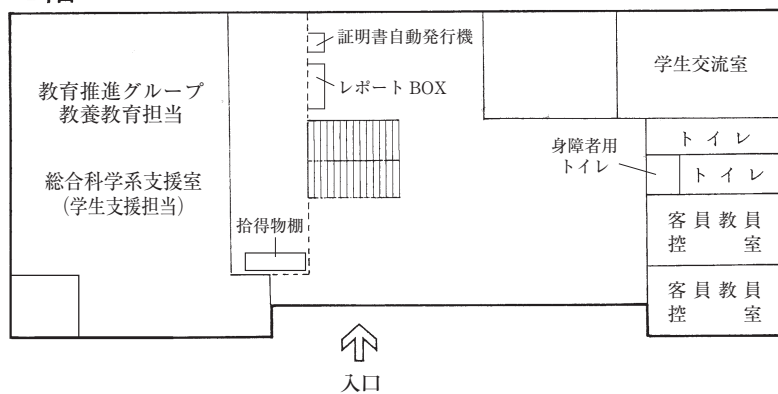 証明書自動発行機
レポート BOX
教育推進グループ
教養教育担当
総合科学系支援室
(学生支援担当)
拾得物棚
学生交流室
トイレ
身障者用
トイレ
トイレ
客員教員
控室
客員教員
控室
入口